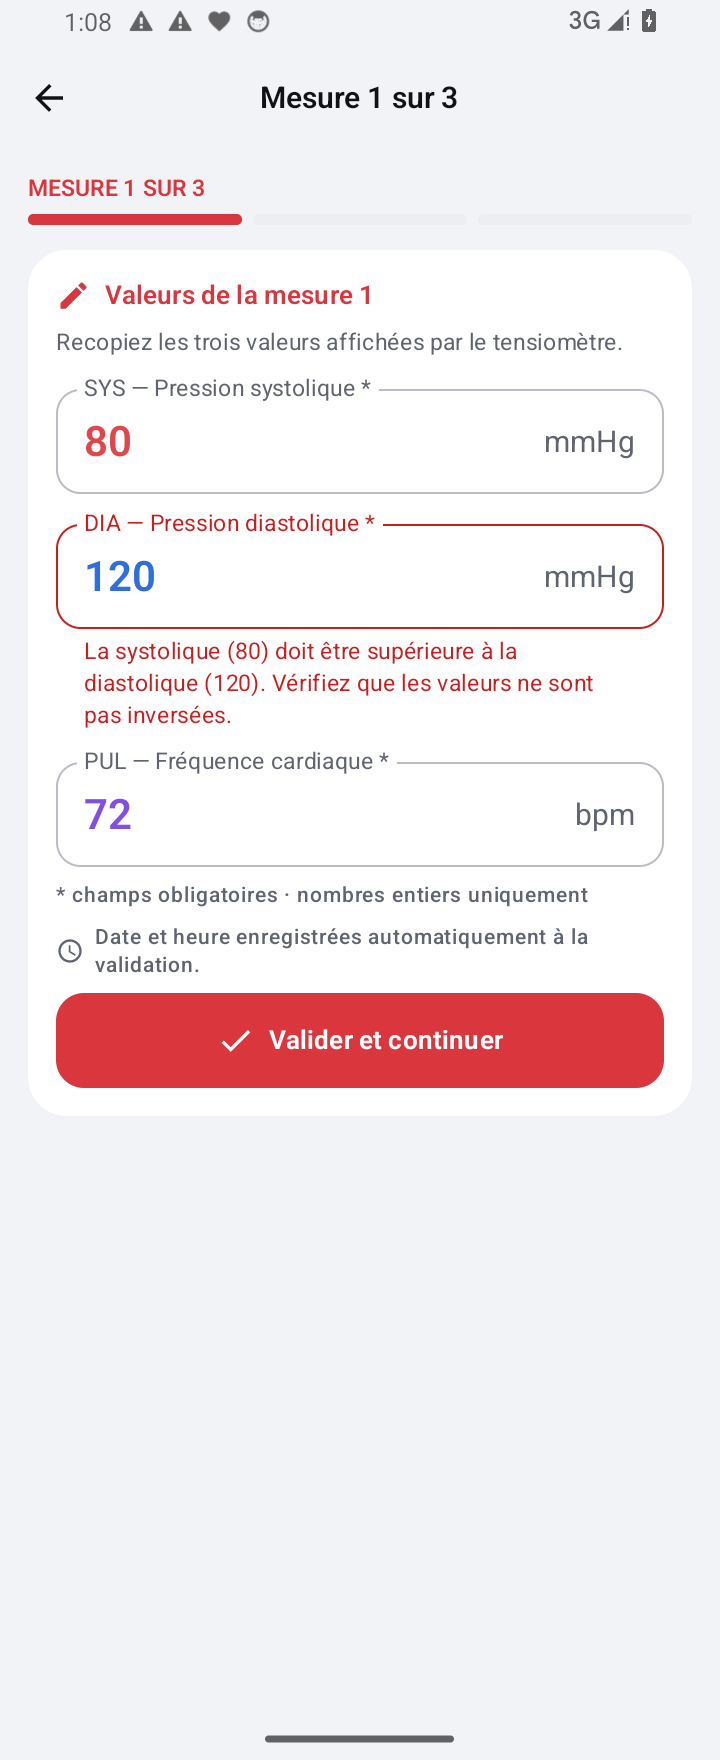 1:08
3G
Mesure 1 sur 3
MESURE 1 SUR 3
Valeurs de la mesure 1
Recopiez les trois valeurs affichées par le tensiomètre.
SYS — Pression systolique *
80 mmHg
DIA — Pression diastolique *
120 mmHg
La systolique (80) doit être supérieure à la
diastolique (120). Vérifiez que les valeurs ne sont
pas inversées.
PUL — Fréquence cardiaque *
72 bpm
* champs obligatoires · nombres entiers uniquement
Date et heure enregistrées automatiquement à la
validation.
Valider et continuer